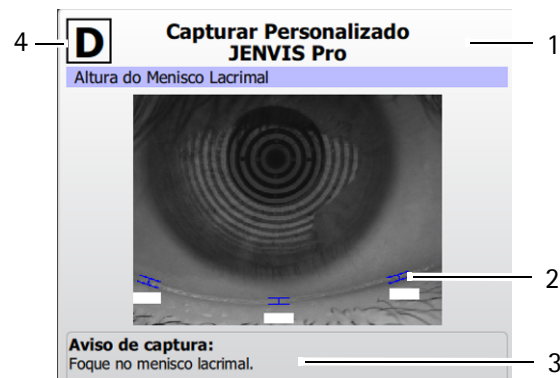 4
D
Capturar Personalizado
JENVIS Pro
1
Altura do Menisco Lacrimal
2
Aviso de captura:
Foque no menisco lacrimal.
3